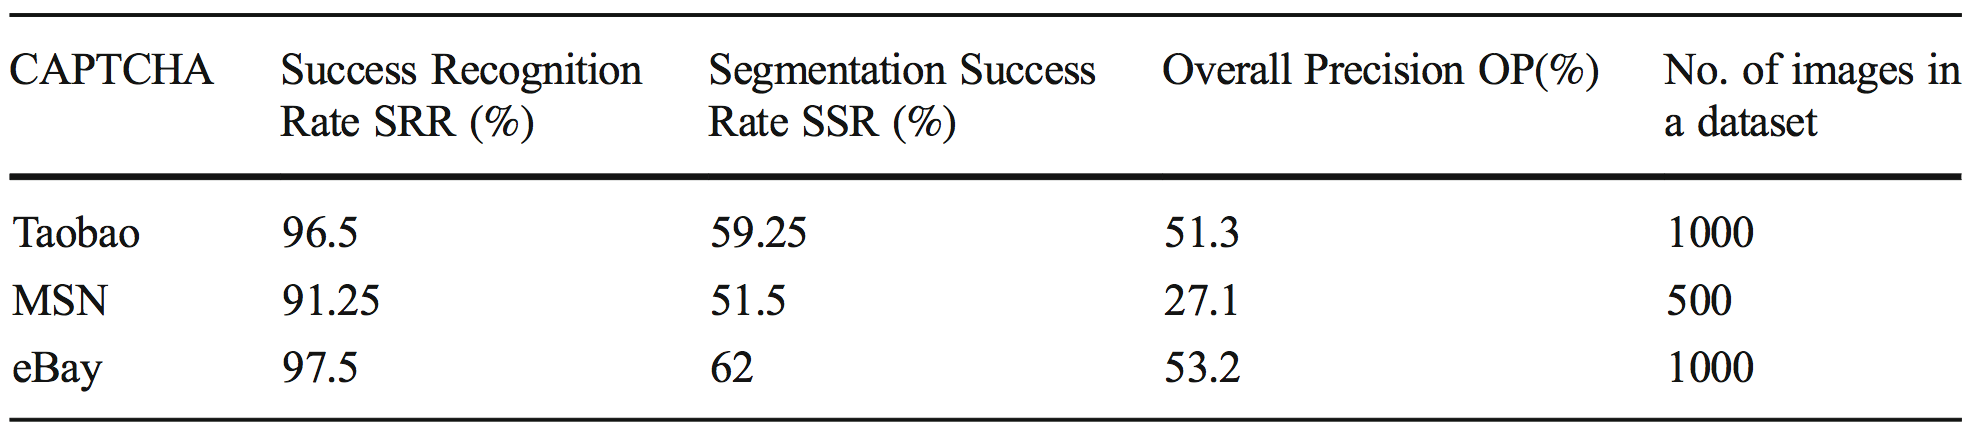 CAPTCHA Success Recognition Segmentation Success Overall Precision OP(%) No. of images in
Rate SRR (%) Rate SSR (%) a dataset
Taobao 96.5 59.25 51.3 1000
MSN 91.25 51.5 27.1 500
eBay 97.5 62 53.2 1000